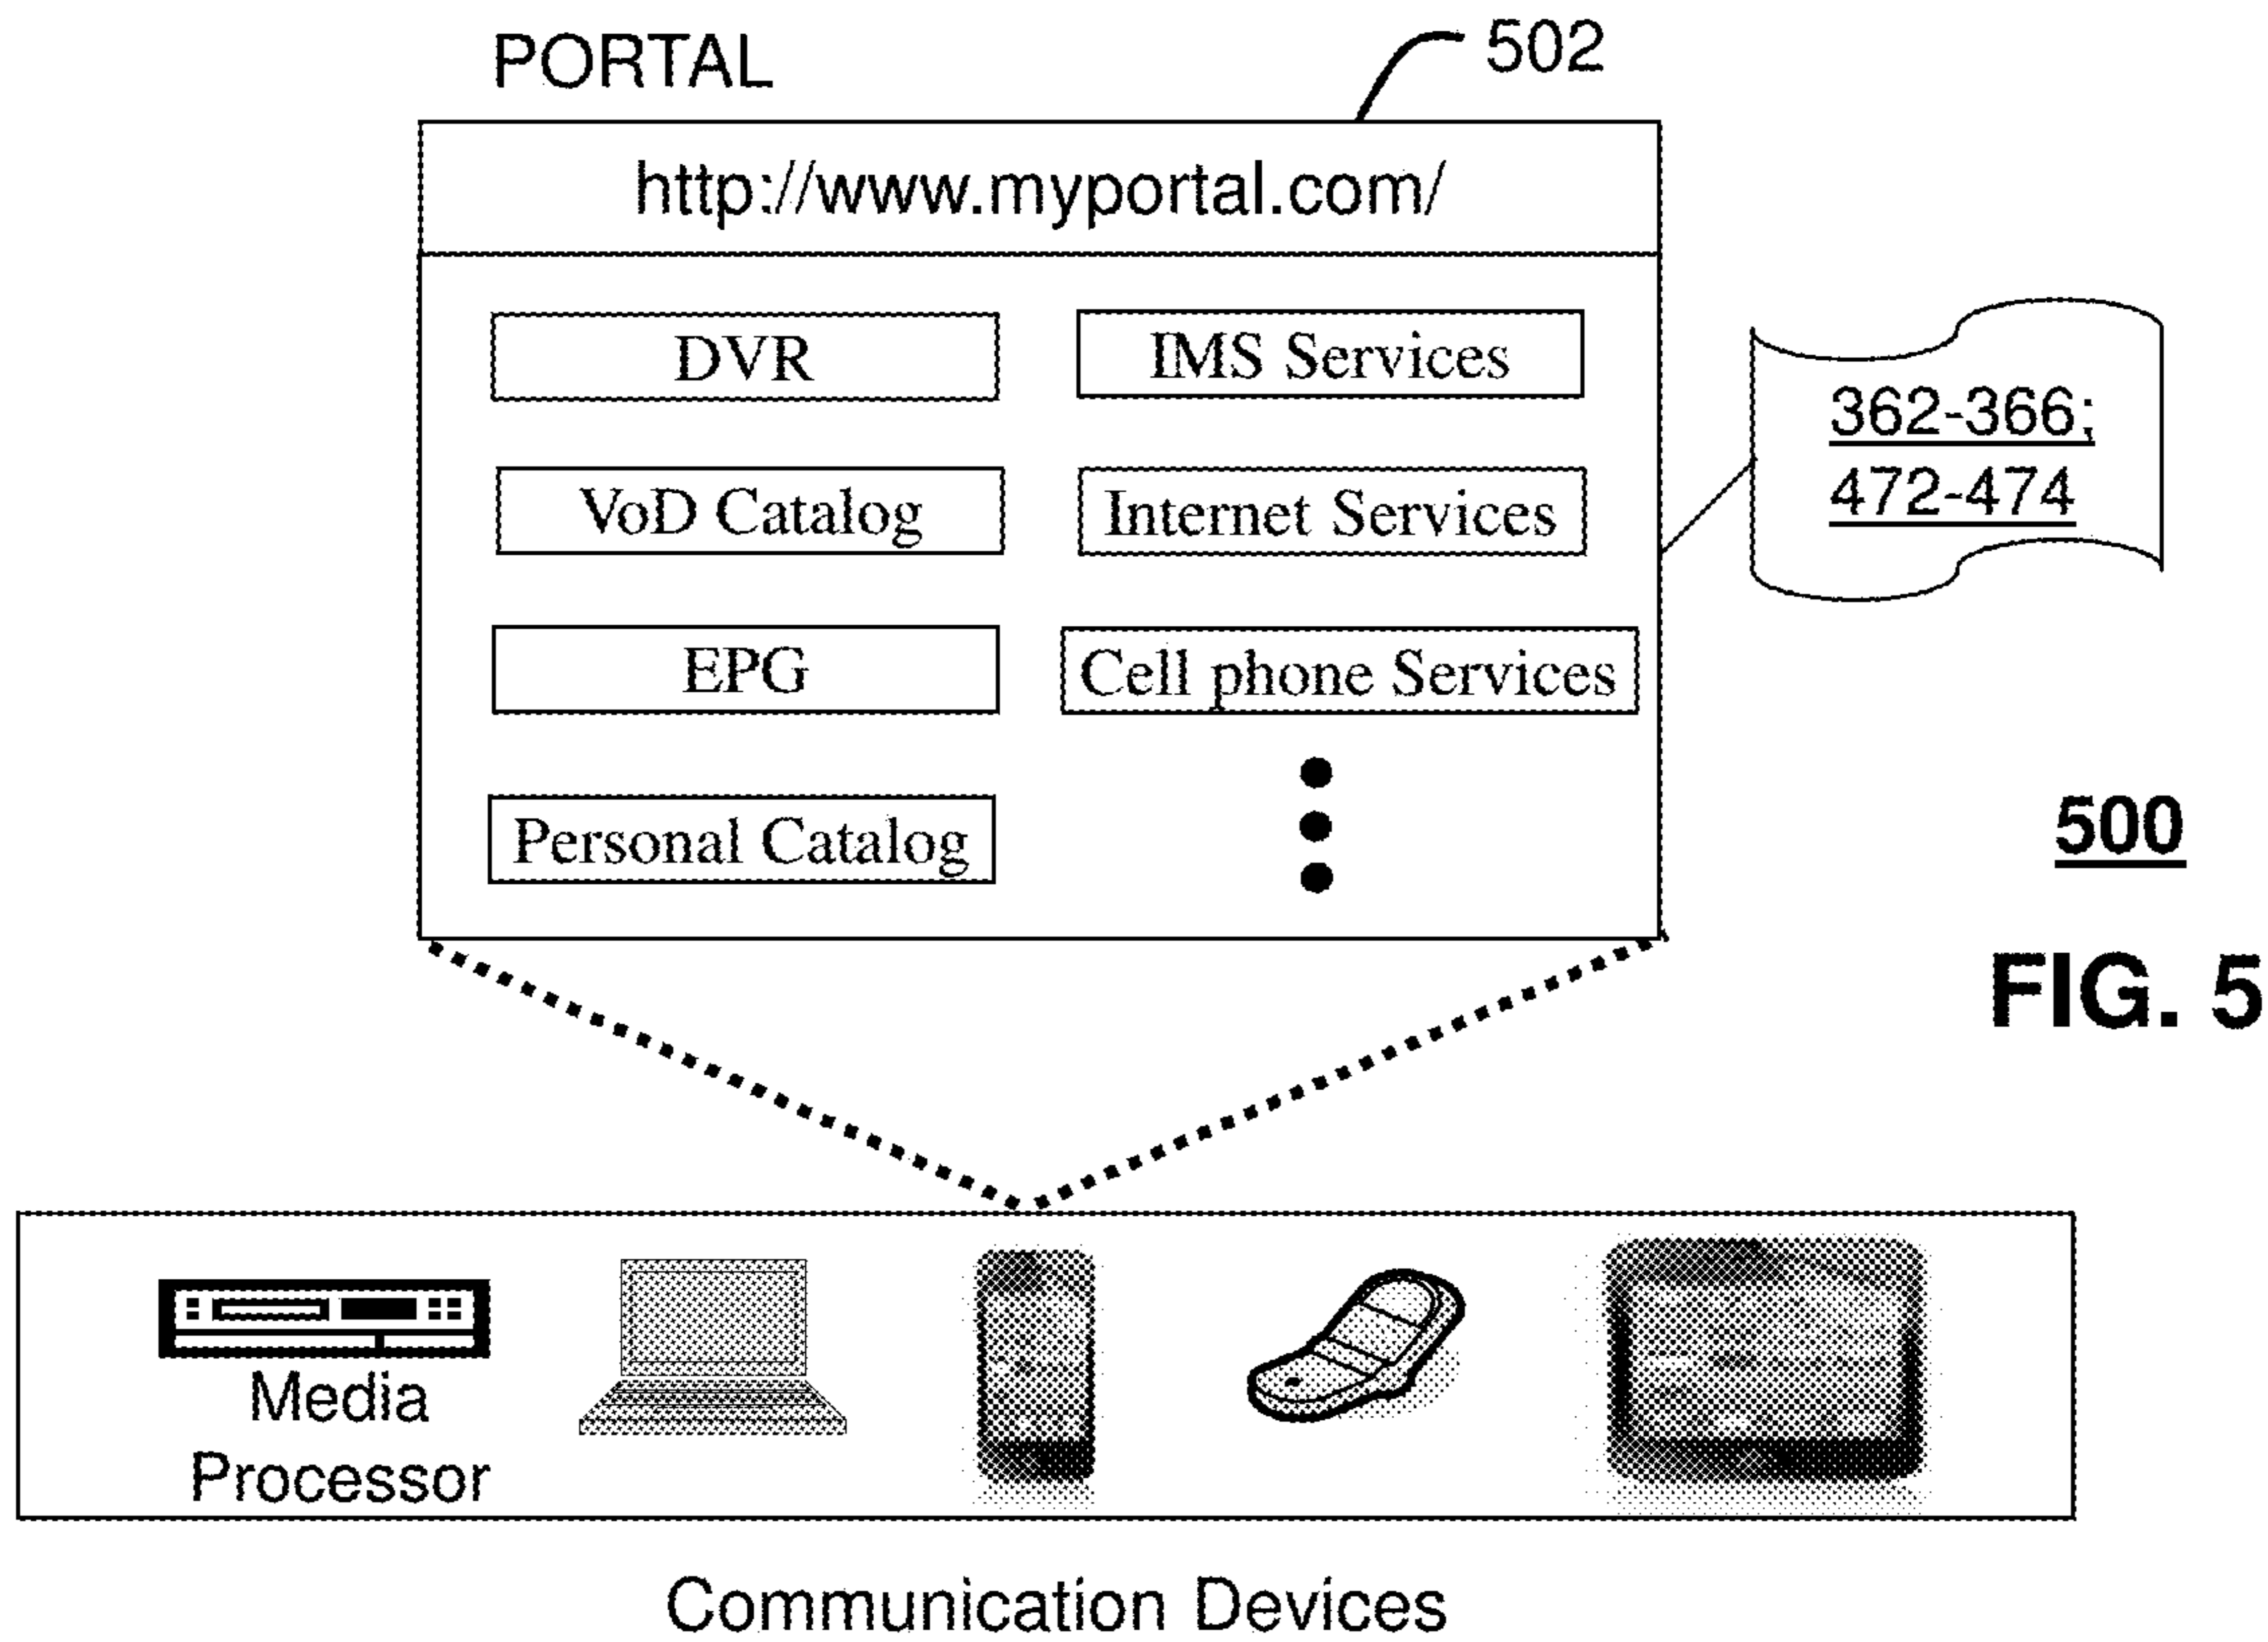 PORTAL
502
http://www.myportal.com/
DVR
IMS Services
362-366;
472-474
VoD Catalog
Internet Services
EPG
Cell phone Services
Personal Catalog
500
FIG. 5
Media
Processor
Communication Devices